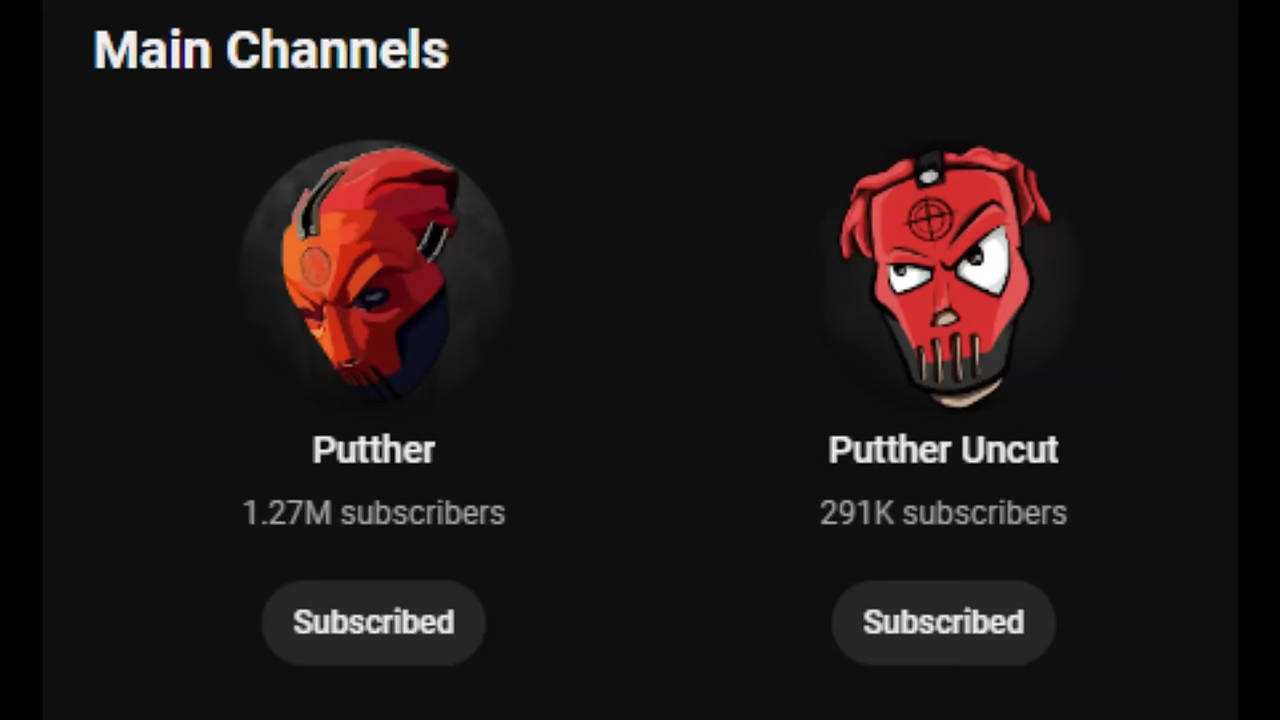 Main Channels
Putther
Putther Uncut
1.27M subscribers
291K subscribers
Subscribed
Subscribed